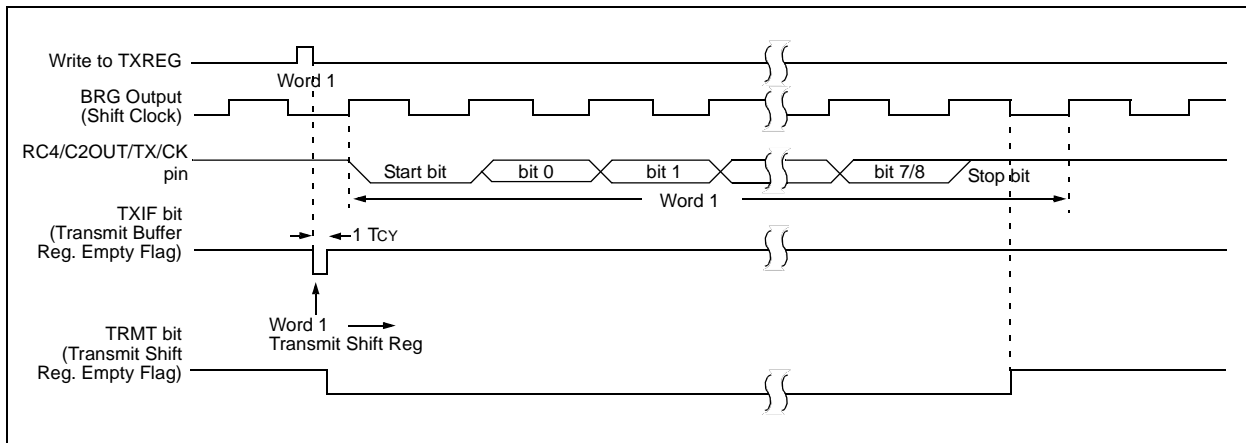 Write to TXREG
Word 1
BRG Output
(Shift Clock)
RC4/C2OUT/TX/CK
pin
Start bit
bit 0
bit 1
bit 7/8
Stop bit
Word 1
TXIF bit
(Transmit Buffer
Reg. Empty Flag)
1 TCY
Word 1
Transmit Shift Reg
TRMT bit
(Transmit Shift
Reg. Empty Flag)